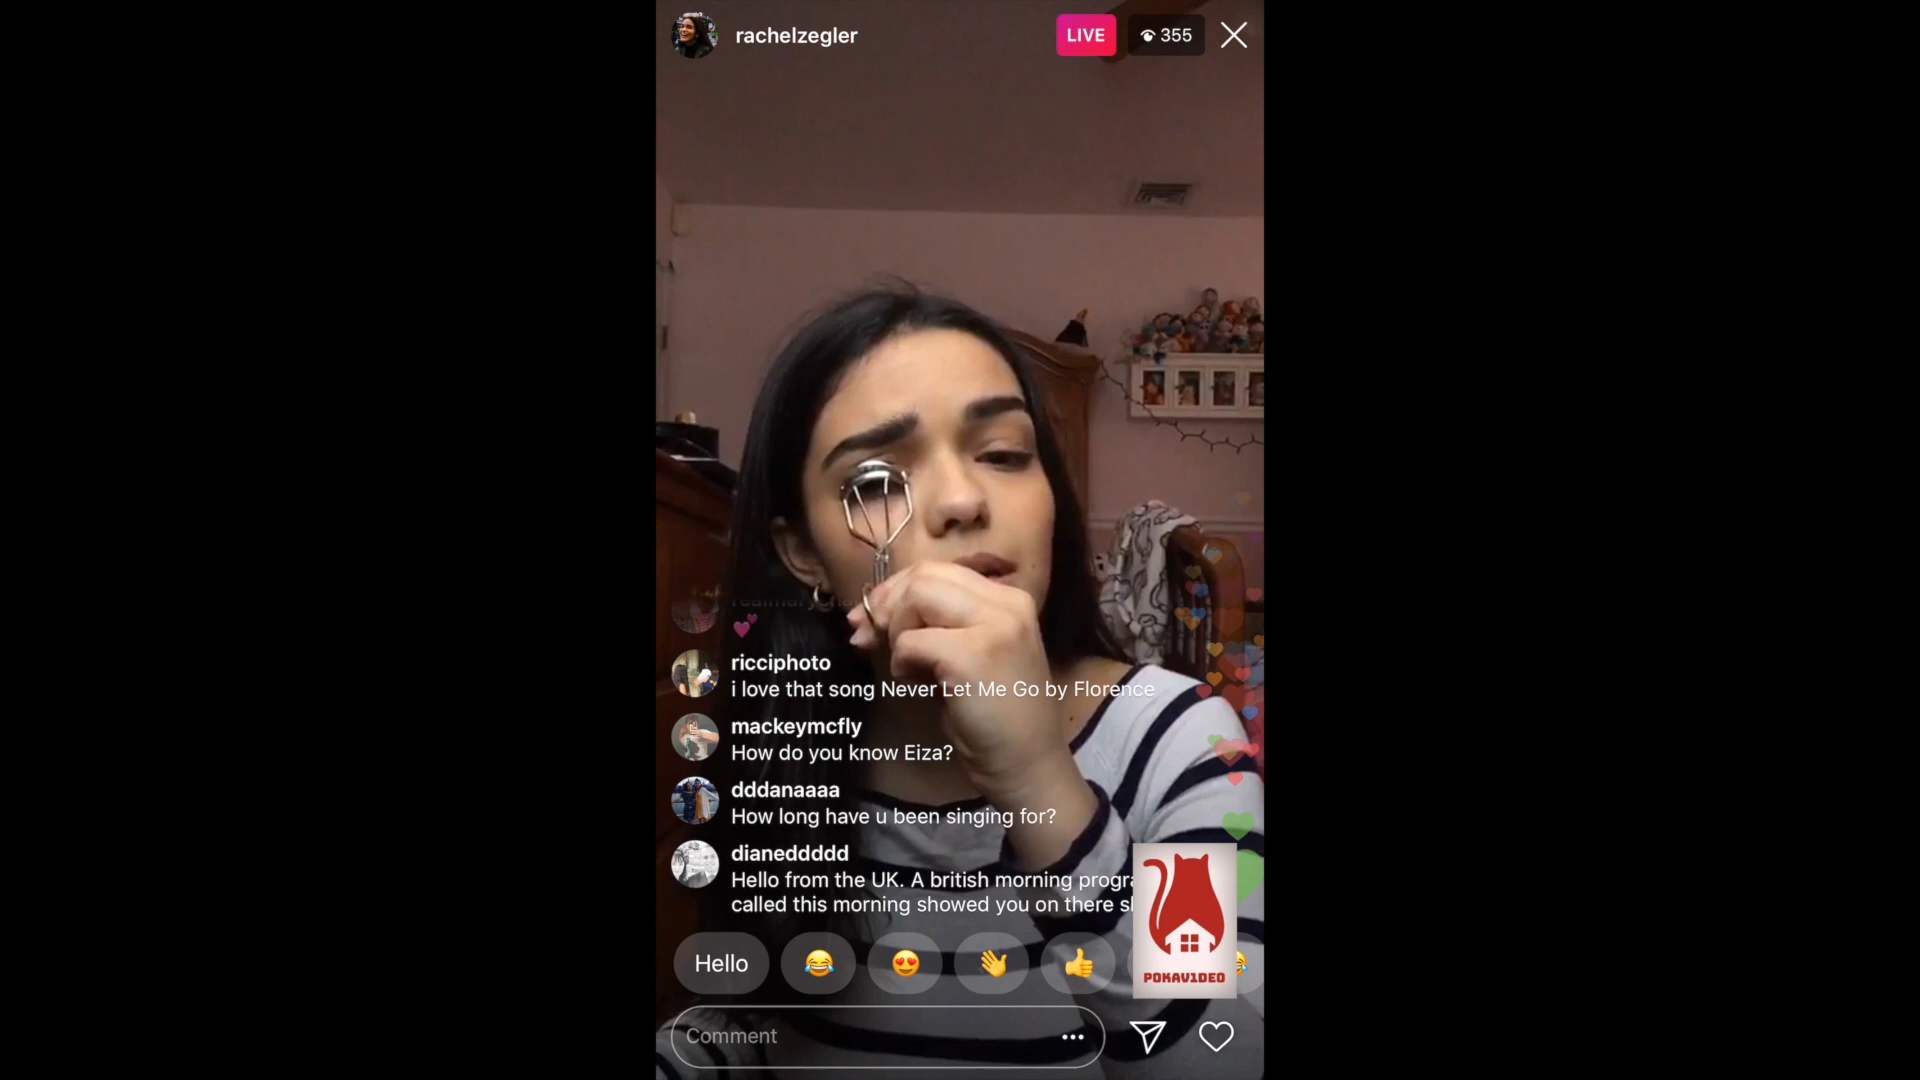 rachelzegler
LIVE
355
ricciphoto
i love that song Never Let Me Go by Florence
mackeymcfly
How do you know Eiza?
dddanaaaa
How long have u been singing for?
dianeddddd
Hello from the UK. A british morning progra
called this morning showed you on there s
Hello
POKAV1DEO
Comment